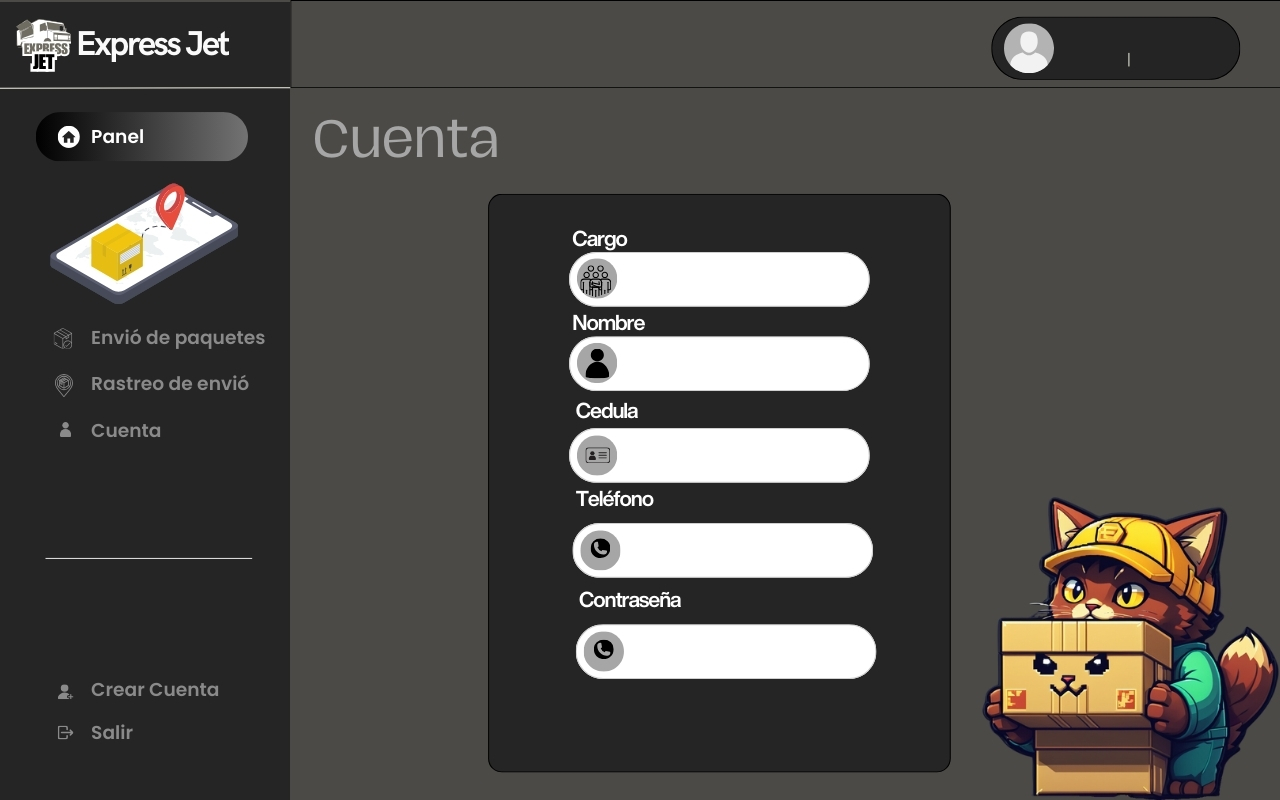 EXPRESS
JET
Express Jet
Panel
Envió de paquetes
Rastreo de envió
Cuenta
Crear Cuenta
Salir
|
Cuenta
Cargo
Nombre
Cedula
Teléfono
Contraseña